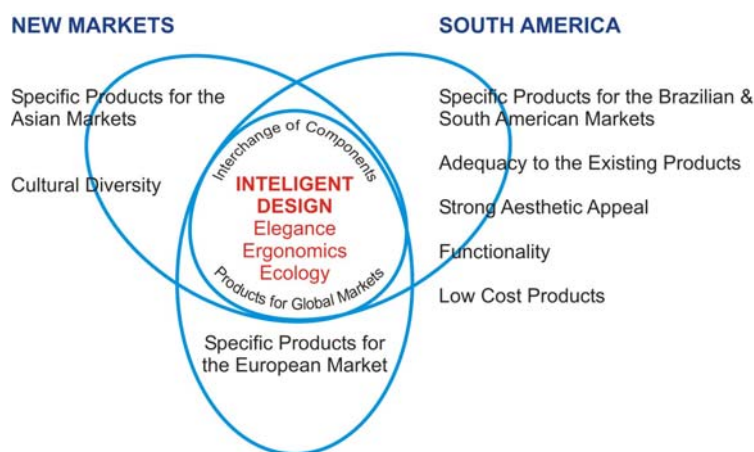 NEW MARKETS
SOUTH AMERICA
Specific Products for the
Asian Markets
Cultural Diversity
Interchange of Components
INTELIGENT
DESIGN
Elegance
Ergonomics
Ecology
Products for Global Markets
Specific Products for
the European Market
Specific Products for the Brazilian &
South American Markets
Adequacy to the Existing Products
Strong Aesthetic Appeal
Functionality
Low Cost Products